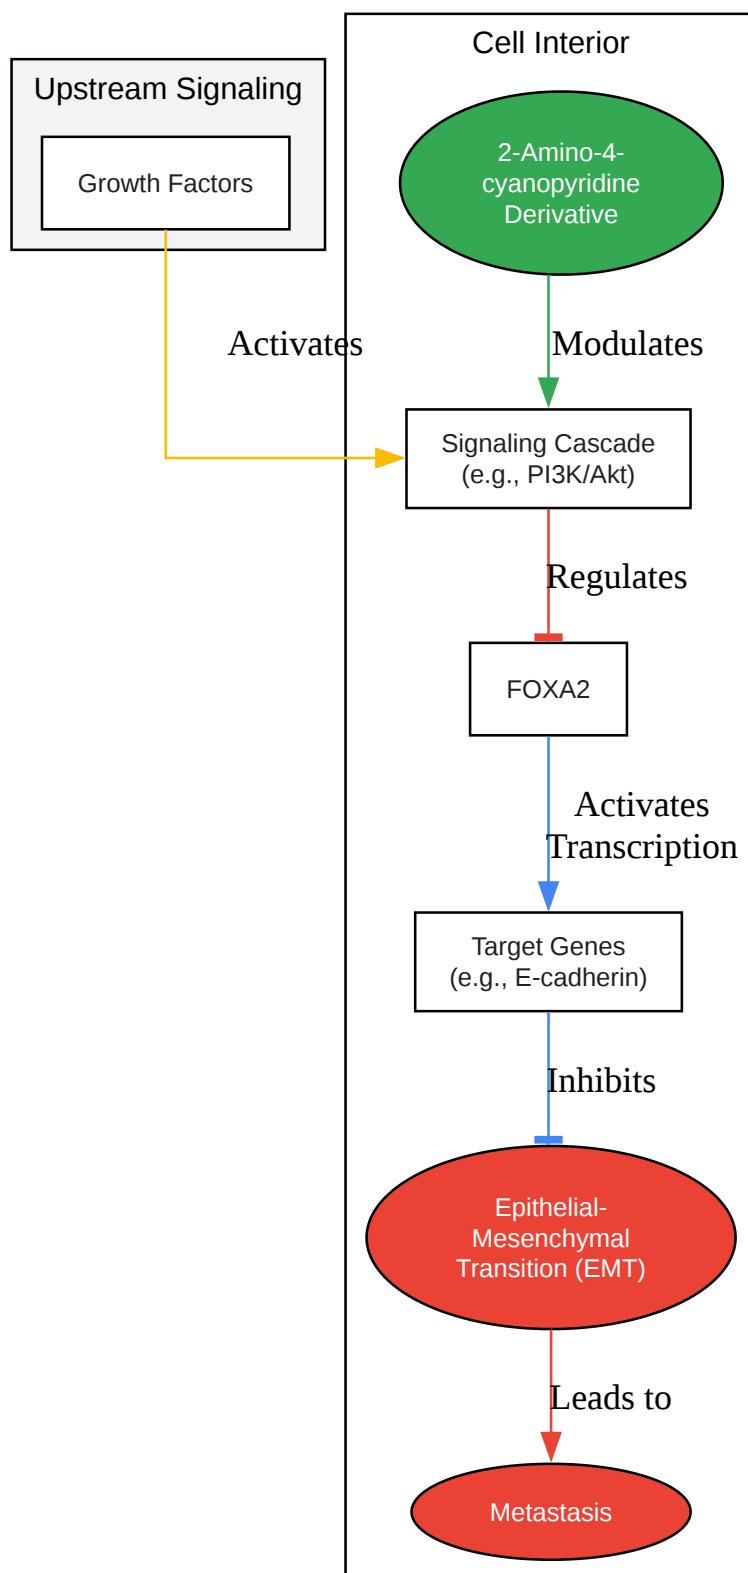 Cell Interior
Upstream Signaling
Growth Factors
2-Amino-4-
cyanopyridine
Derivative
Activates
Modulates
Signaling Cascade
(e.g., PI3K/Akt)
Regulates
FOXA2
Activates
Transcription
Target Genes
(e.g., E-cadherin)
Inhibits
Epithelial-
Mesenchymal
Transition (EMT)
Leads to
Metastasis